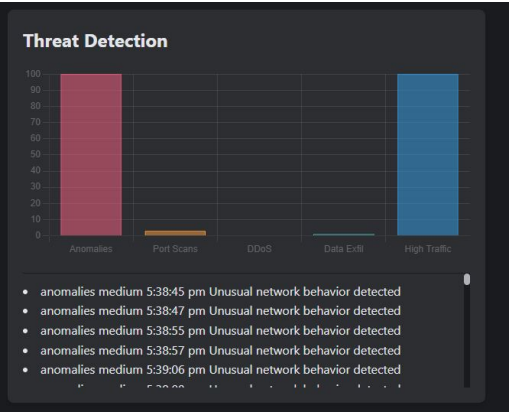 Threat Detection
100
90
80
70
60
50
40
30
20
10
0
Anomalies Port Scans DDoS Data Exfil High Traffic
• anomalies medium 5:38:45 pm Unusual network behavior detected
• anomalies medium 5:38:47 pm Unusual network behavior detected
• anomalies medium 5:38:55 pm Unusual network behavior detected
• anomalies medium 5:38:57 pm Unusual network behavior detected
• anomalies medium 5:39:06 pm Unusual network behavior detected